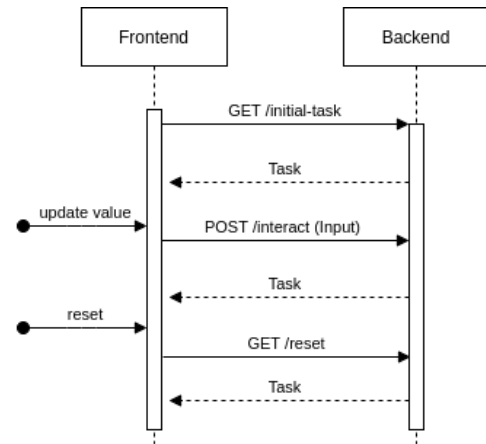 Frontend
Backend
GET /initial-task
Task
update value
POST /interact (Input)
Task
reset
GET /reset
Task